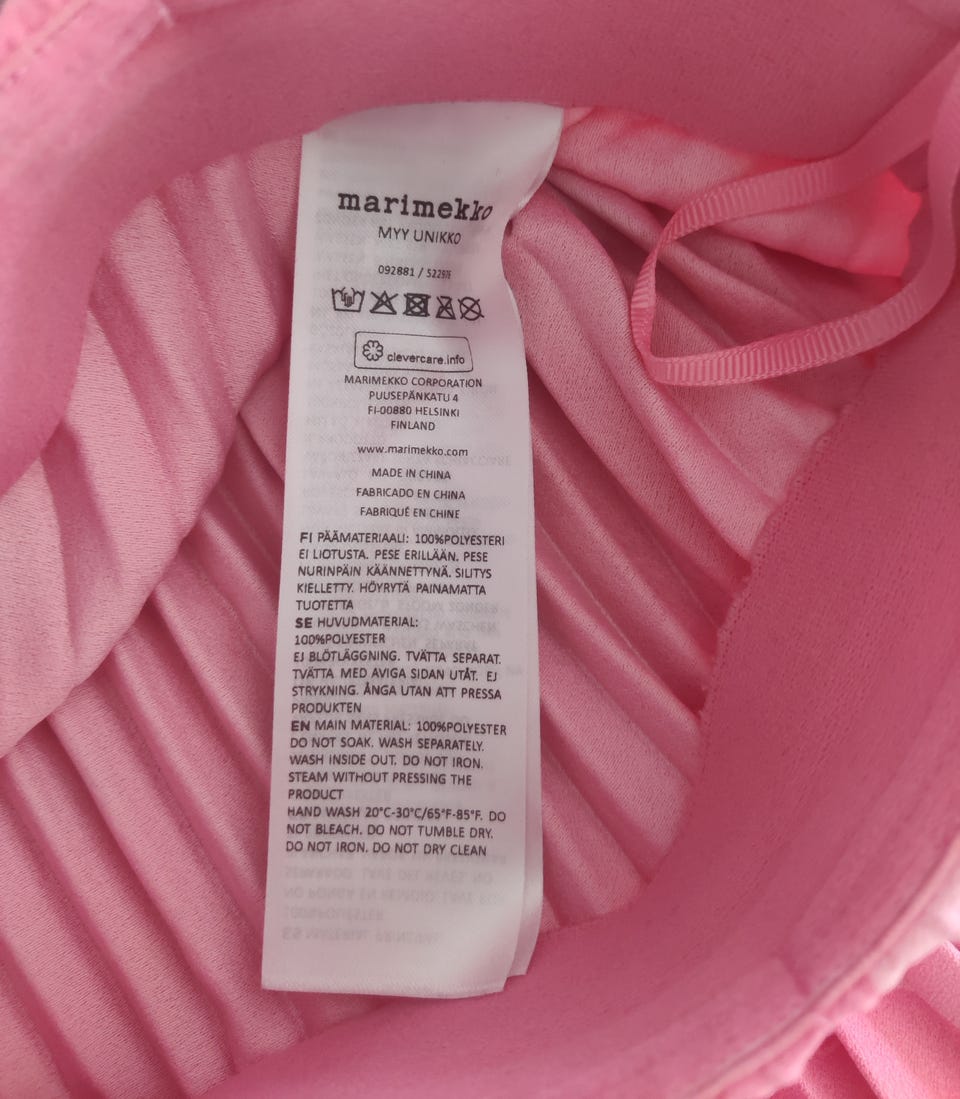 marimekko
MYY UNIKKO
092881 /
clevercare.info
MARIMEKKO CORPORATION
PUUSEPÄNKATU 4
FI-00880 HELSINKI
FINLAND
www.marimekko.com
MADE IN CHINA
FABRICADO EN CHINA
FABRIQUÉ EN CHINE
FI PÄÄMATERIAALI: 100%POLYESTERI
EI LIOTUSTA. PESE ERILLÄÄN. PESE
NURINPÄIN KÄÄNNETTYNÄ. SILITYS
KIELLETTY. HÖYRYTÄ PAINAMATTA
TUOTETTA
SE HUVUDMATERIAL:
100%POLYESTER
EJ BLÖTLÄGGNING. TVÄTTA SEPARAT.
TVÄTTA MED AVIGA SIDAN UTÅT. EJ
STRYKNING. ÅNGA UTAN ATT PRESSA
PRODUKTEN
EN MAIN MATERIAL: 100%POLYESTER
DO NOT SOAK. WASH SEPARATELY.
WASH INSIDE OUT. DO NOT IRON.
STEAM WITHOUT PRESSING THE
PRODUCT
HAND WASH 20°C-30°C/65°F-85°F. DO
NOT BLEACH. DO NOT TUMBLE DRY.
DO NOT IRON. DO NOT DRY CLEAN